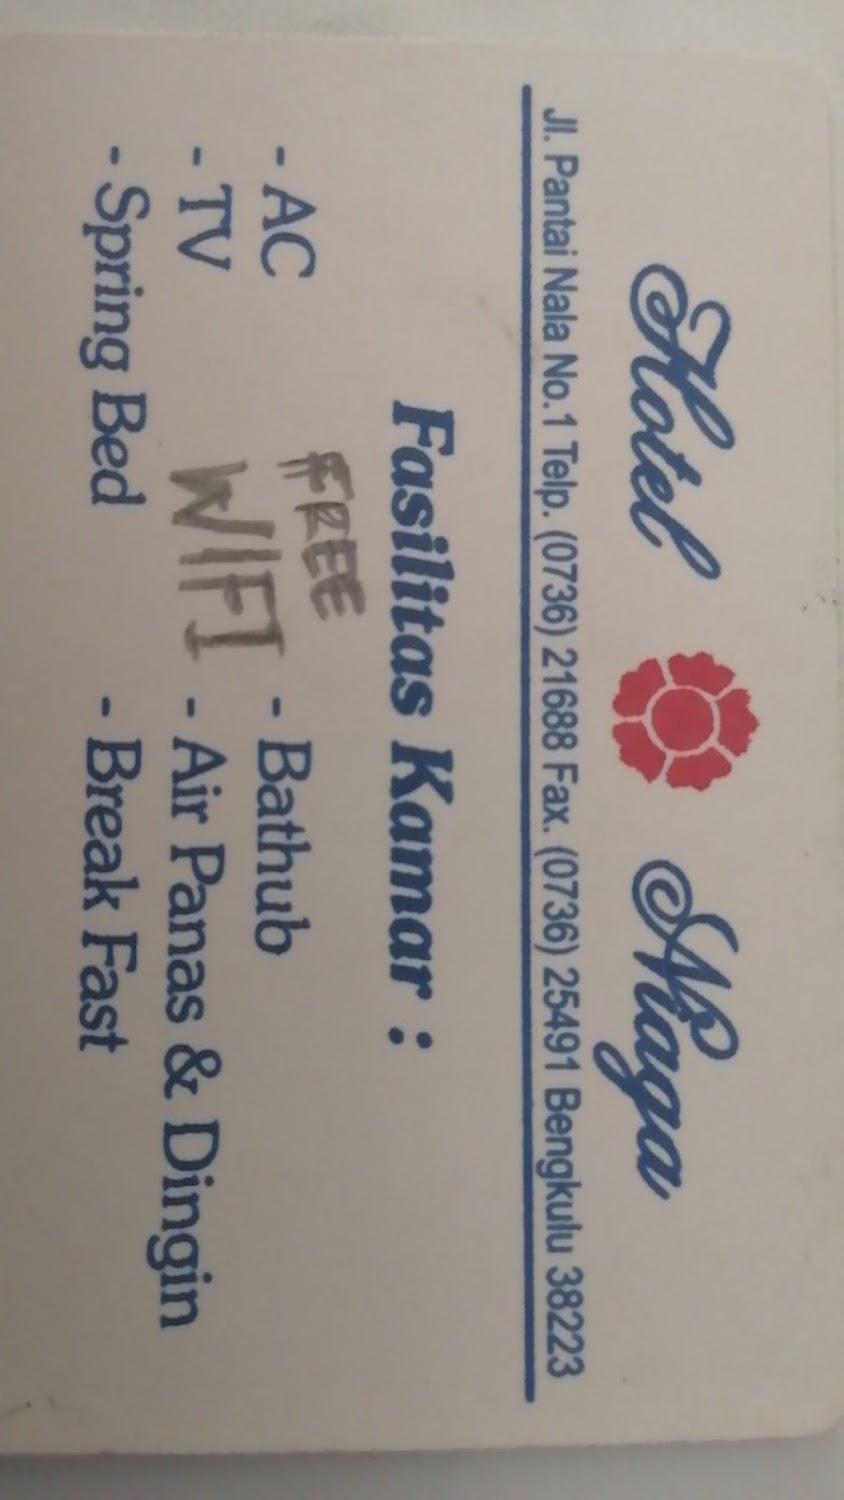 Hotel Niaga
Jl. Pantai Nala No.1 Telp. (0736) 21688 Fax. (0736) 25491 Bengkulu 38223
Fasilitas Kamar :
- AC #FREE - Bathub
- TV WIFI - Air Panas & Dingin
- Spring Bed - Break Fast